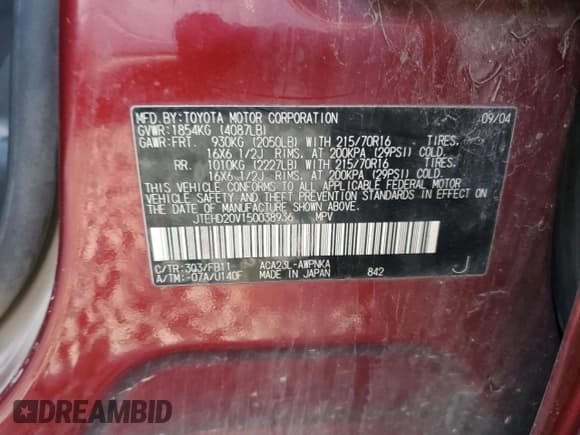 MFD.BY:TOYOTA MOTOR CORPORATION 09/04
GVWR:1854KG (4087LB)
GAWR:FRT. 930KG (2050LB) WITH 215/70R16 TIRES.
16X6 1/2J RIMS. AT 200KPA (29PSI) COLD.
RR. 1010KG (2227LB) WITH 215/70R16 TIRES.
16X6 1/2J RIMS. AT 200KPA (29PSI) COLD.
THIS VEHICLE CONFORMS TO ALL APPLICABLE FEDERAL MOTOR
VEHICLE SAFETY AND THEFT PREVENTION STANDARDS IN EFFECT
ON THE DATE OF MANUFACTURE SHOWN ABOVE.
JTEHD20V150038936 MPV
C/TR:3Q3/FB11 ACA23L-AWPNKA
A/TM:-07A/U140F MADE IN JAPAN 842 J
DREAMBID